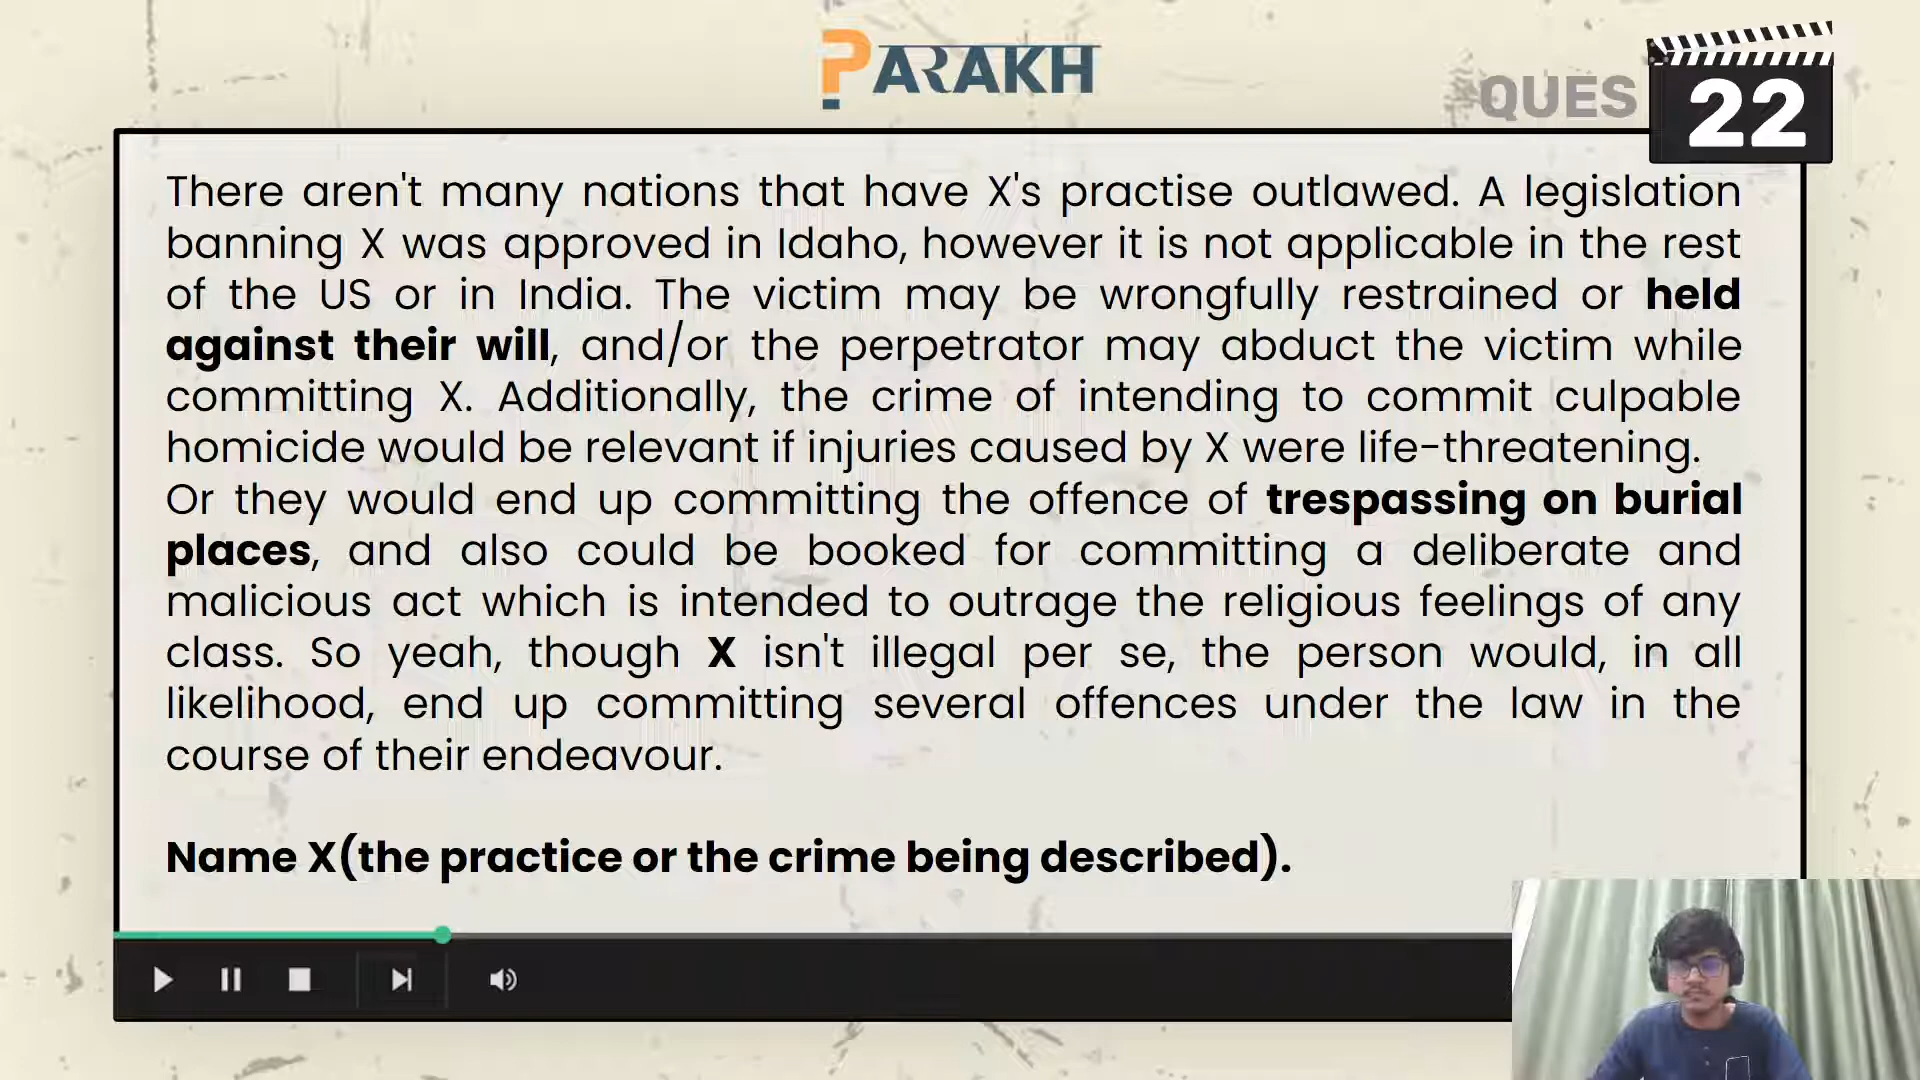 PARAKH
QUES 22
There aren't many nations that have X's practise outlawed. A legislation
banning X was approved in Idaho, however it is not applicable in the rest
of the US or in India. The victim may be wrongfully restrained or held
against their will, and/or the perpetrator may abduct the victim while
committing X. Additionally, the crime of intending to commit culpable
homicide would be relevant if injuries caused by X were life-threatening.
Or they would end up committing the offence of trespassing on burial
places, and also could be booked for committing a deliberate and
malicious act which is intended to outrage the religious feelings of any
class. So yeah, though X isn't illegal per se, the person would, in all
likelihood, end up committing several offences under the law in the
course of their endeavour.
Name X(the practice or the crime being described).